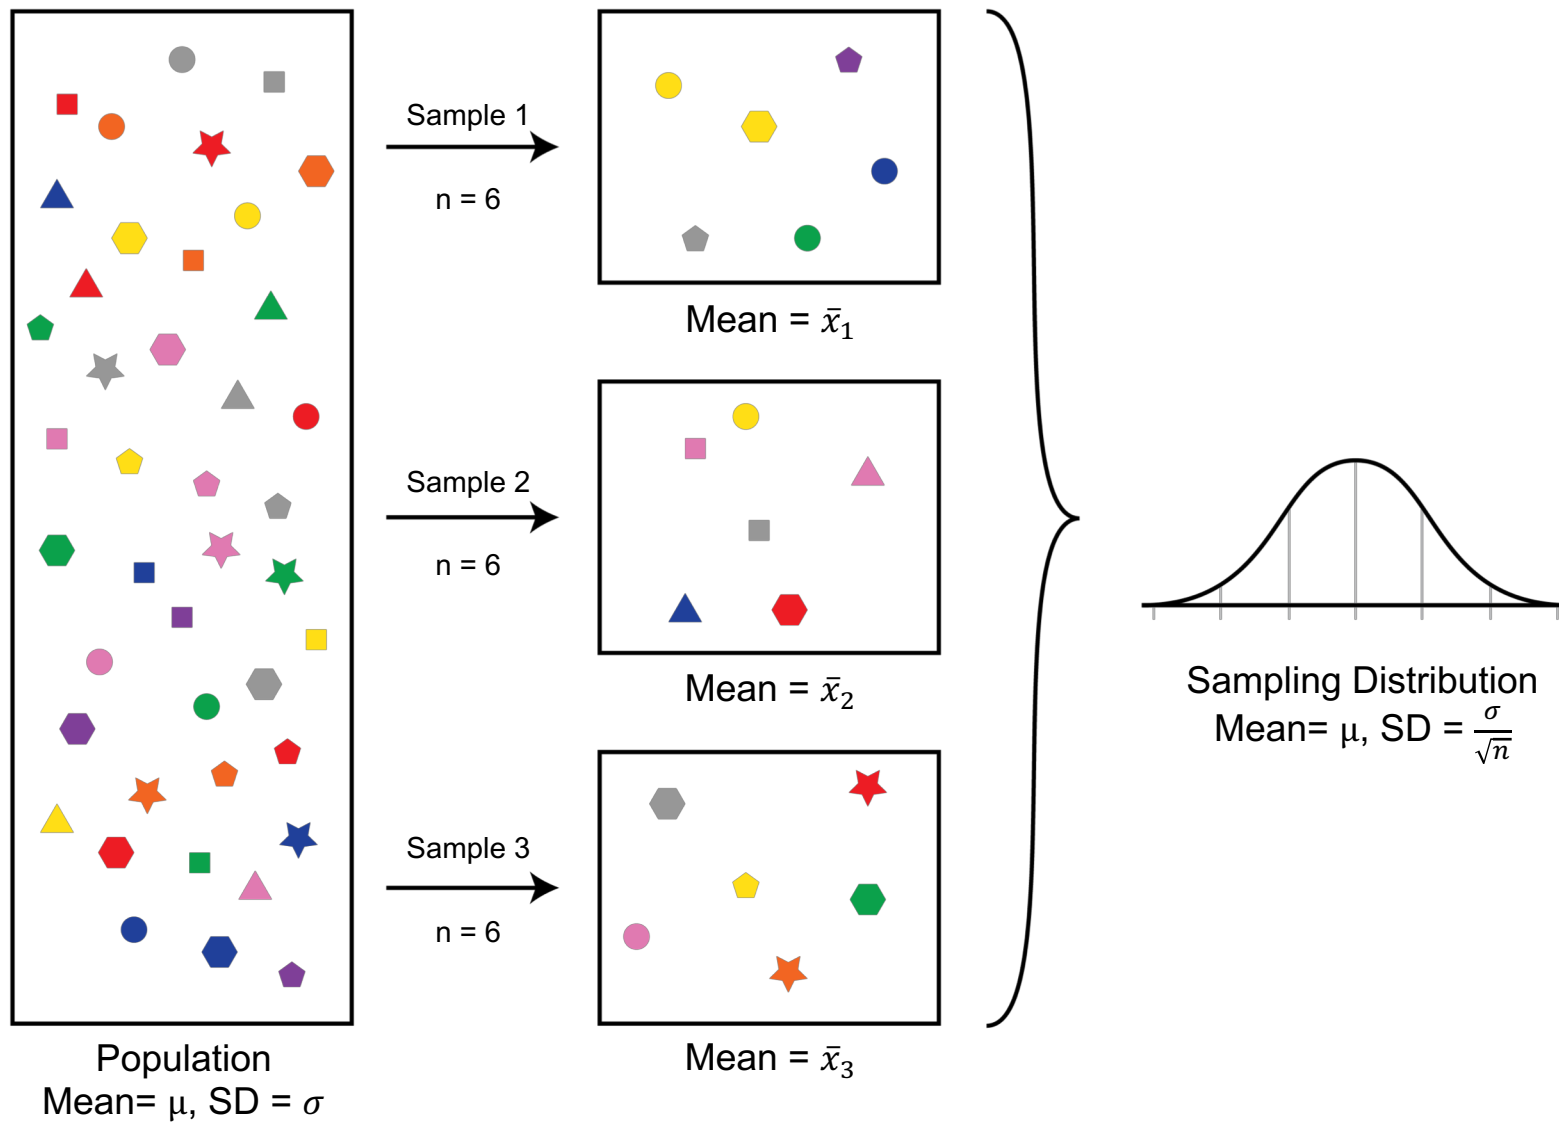 Sample 1
n = 6
Mean = x̄₁
Sample 2
n = 6
Mean = x̄₂
Sample 3
n = 6
Mean = x̄₃
Population
Mean= μ, SD = σ
Sampling Distribution
Mean= μ, SD = σ/√n